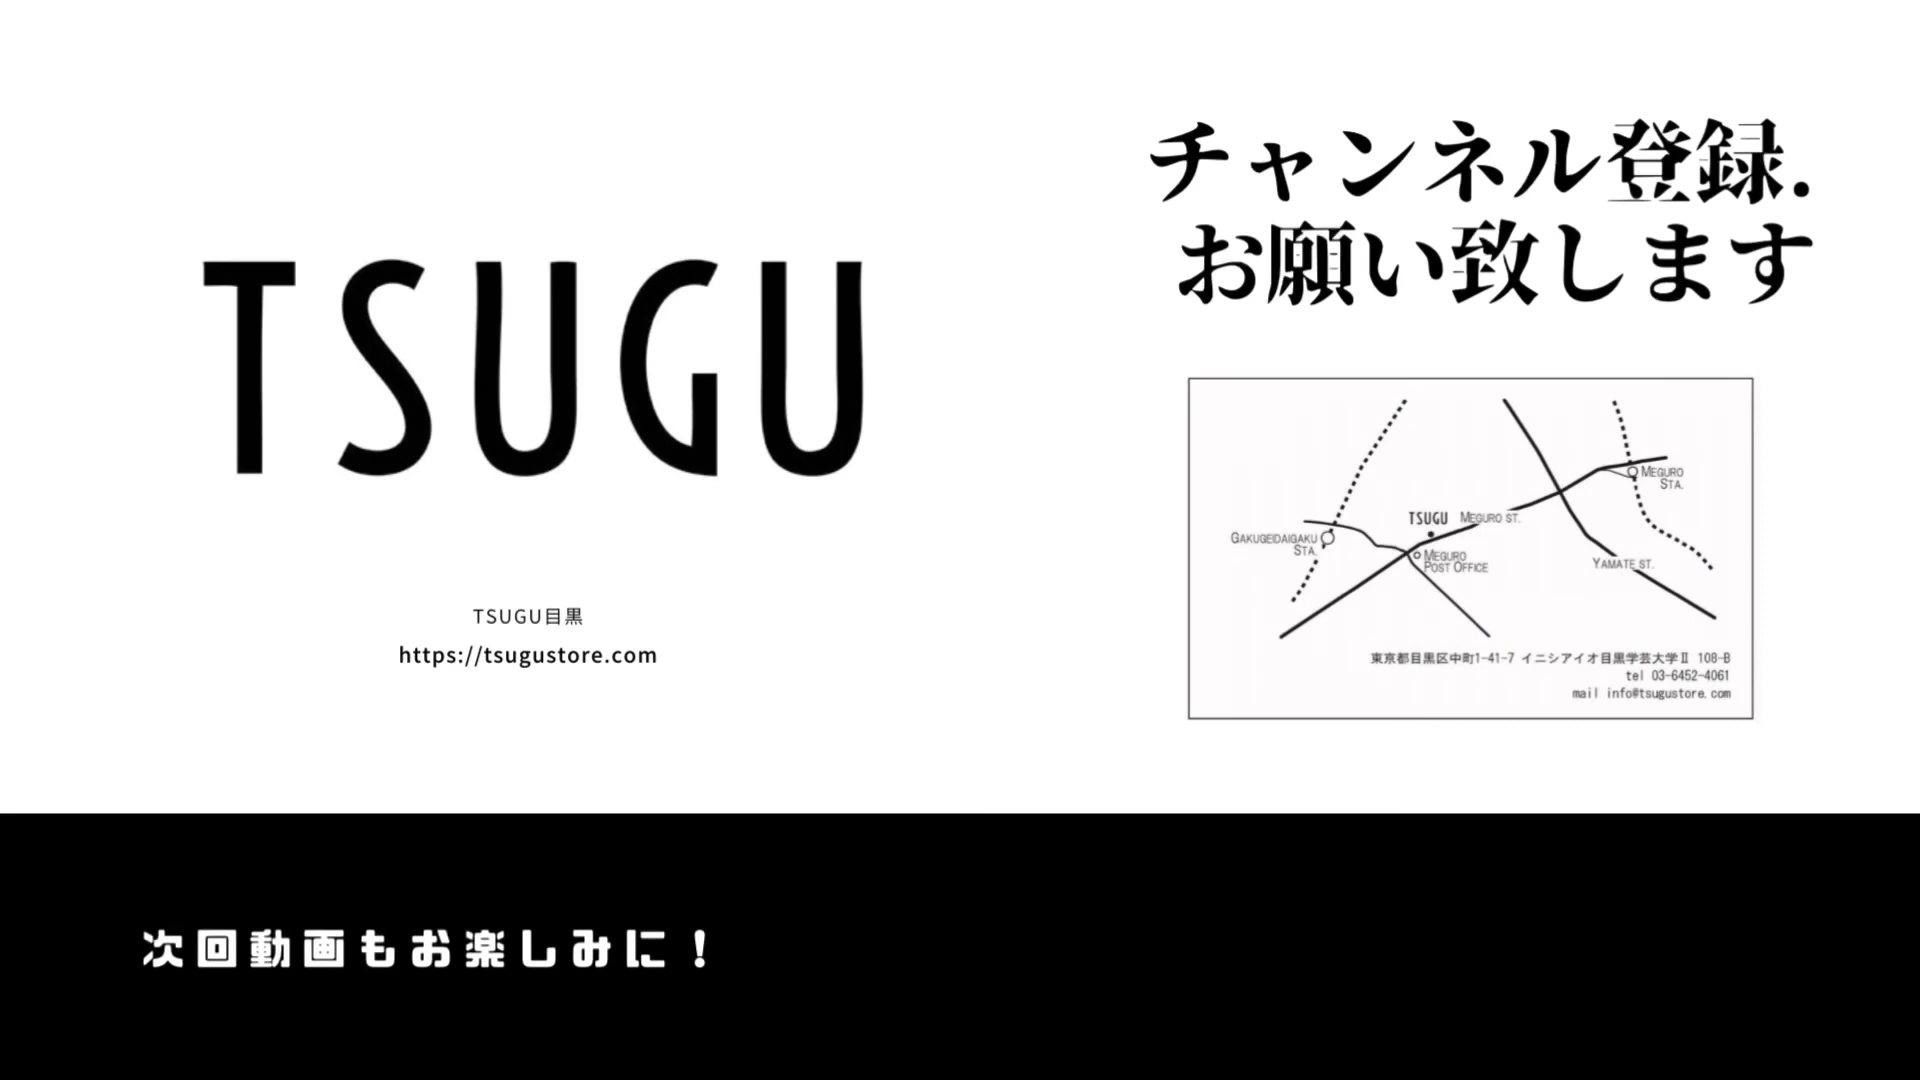 TSUGU
TSUGU目黒
https://tsugustore.com
チャンネル登録.
お願い致します
MEGURO
STA.
TSUGU
MEGURO ST.
GAKUGEIDAIGAKU
STA.
MEGURO
POST OFFICE
YAMATE ST.
東京都目黒区中町1-41-7 イニシアイオ目黒学芸大学Ⅱ 108-B
tel 03-6452-4061
mail info@tsugustore.com
次回動画もお楽しみに！